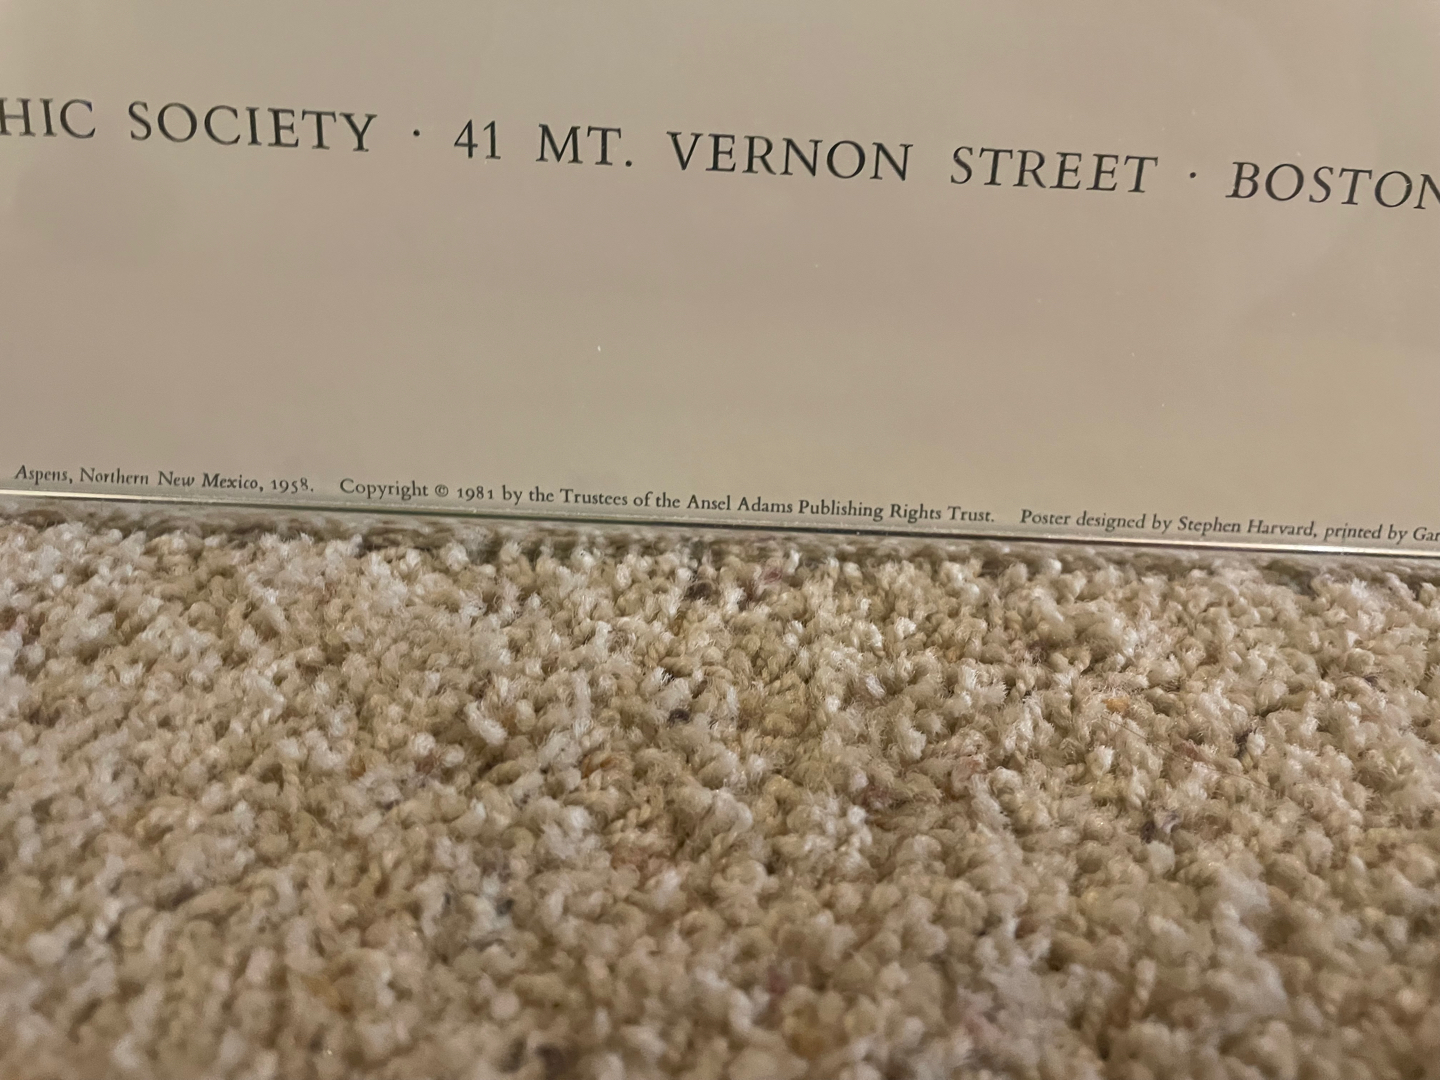 HIC SOCIETY · 41 MT. VERNON STREET · BOSTON
Aspens, Northern New Mexico, 1958. Copyright © 1981 by the Trustees of the Ansel Adams Publishing Rights Trust. Poster designed by Stephen Harvard, printed by Gar